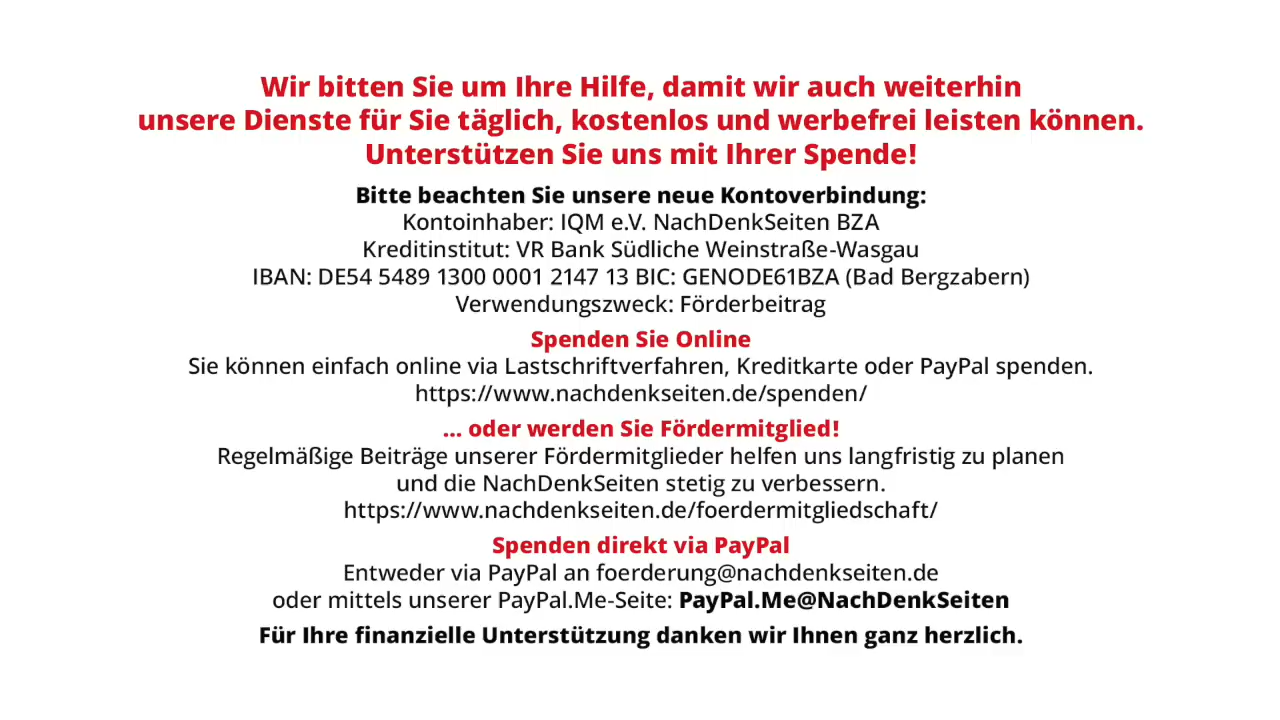 Wir bitten Sie um Ihre Hilfe, damit wir auch weiterhin
unsere Dienste für Sie täglich, kostenlos und werbefrei leisten können.
Unterstützen Sie uns mit Ihrer Spende!
Bitte beachten Sie unsere neue Kontoverbindung:
Kontoinhaber: IQM e.V. NachDenkSeiten BZA
Kreditinstitut: VR Bank Südliche Weinstraße-Wasgau
IBAN: DE54 5489 1300 0001 2147 13 BIC: GENODE61BZA (Bad Bergzabern)
Verwendungszweck: Förderbeitrag
Spenden Sie Online
Sie können einfach online via Lastschriftverfahren, Kreditkarte oder PayPal spenden.
https://www.nachdenkseiten.de/spenden/
... oder werden Sie Fördermitglied!
Regelmäßige Beiträge unserer Fördermitglieder helfen uns langfristig zu planen
und die NachDenkSeiten stetig zu verbessern.
https://www.nachdenkseiten.de/foerdermitgliedschaft/
Spenden direkt via PayPal
Entweder via PayPal an foerderung@nachdenkseiten.de
oder mittels unserer PayPal.Me-Seite: PayPal.Me@NachDenkSeiten
Für Ihre finanzielle Unterstützung danken wir Ihnen ganz herzlich.